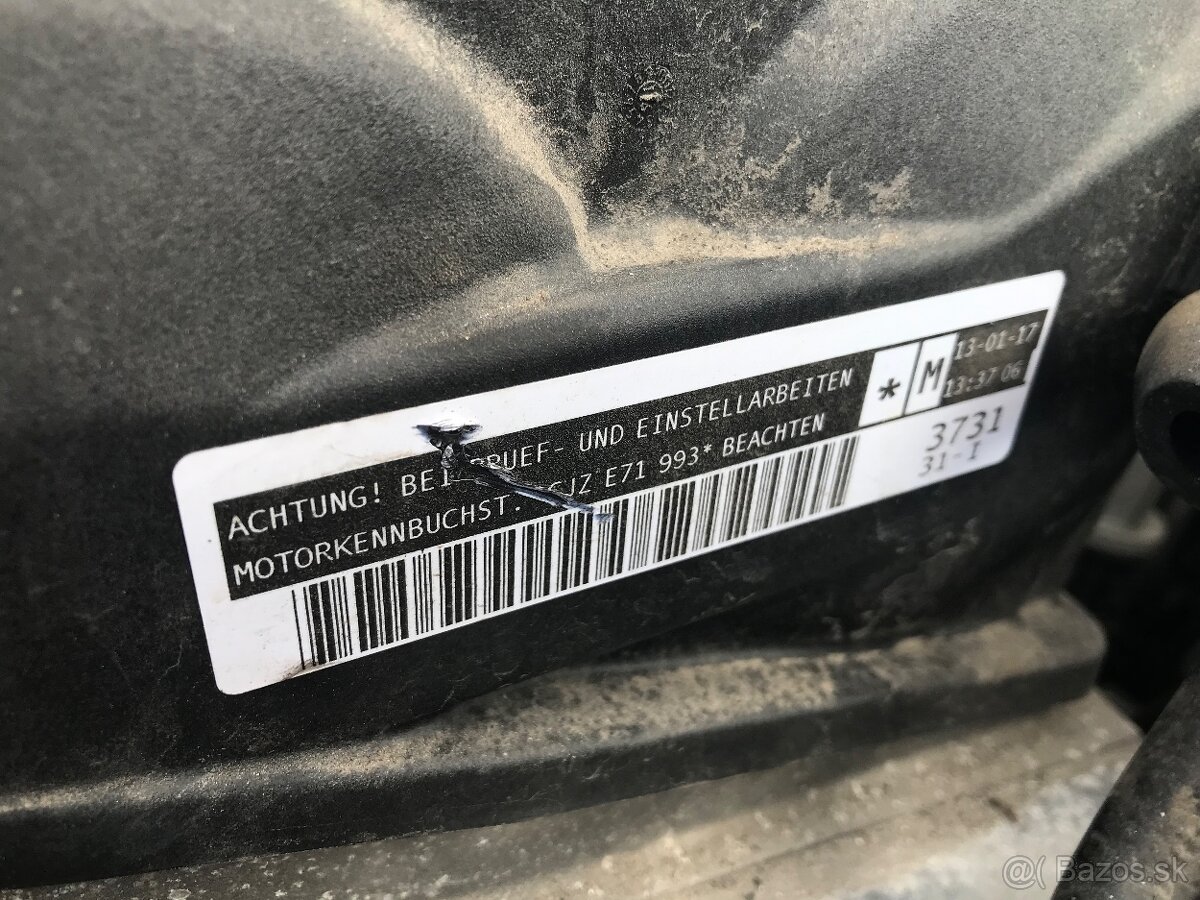 ACHTUNG! BEI PRUEF- UND EINSTELLARBEITEN
MOTORKENNBUCHST. CJZ E71 993* BEACHTEN
* M
13-01-17
13:37 06
3731
31-I
@( Bazos.sk